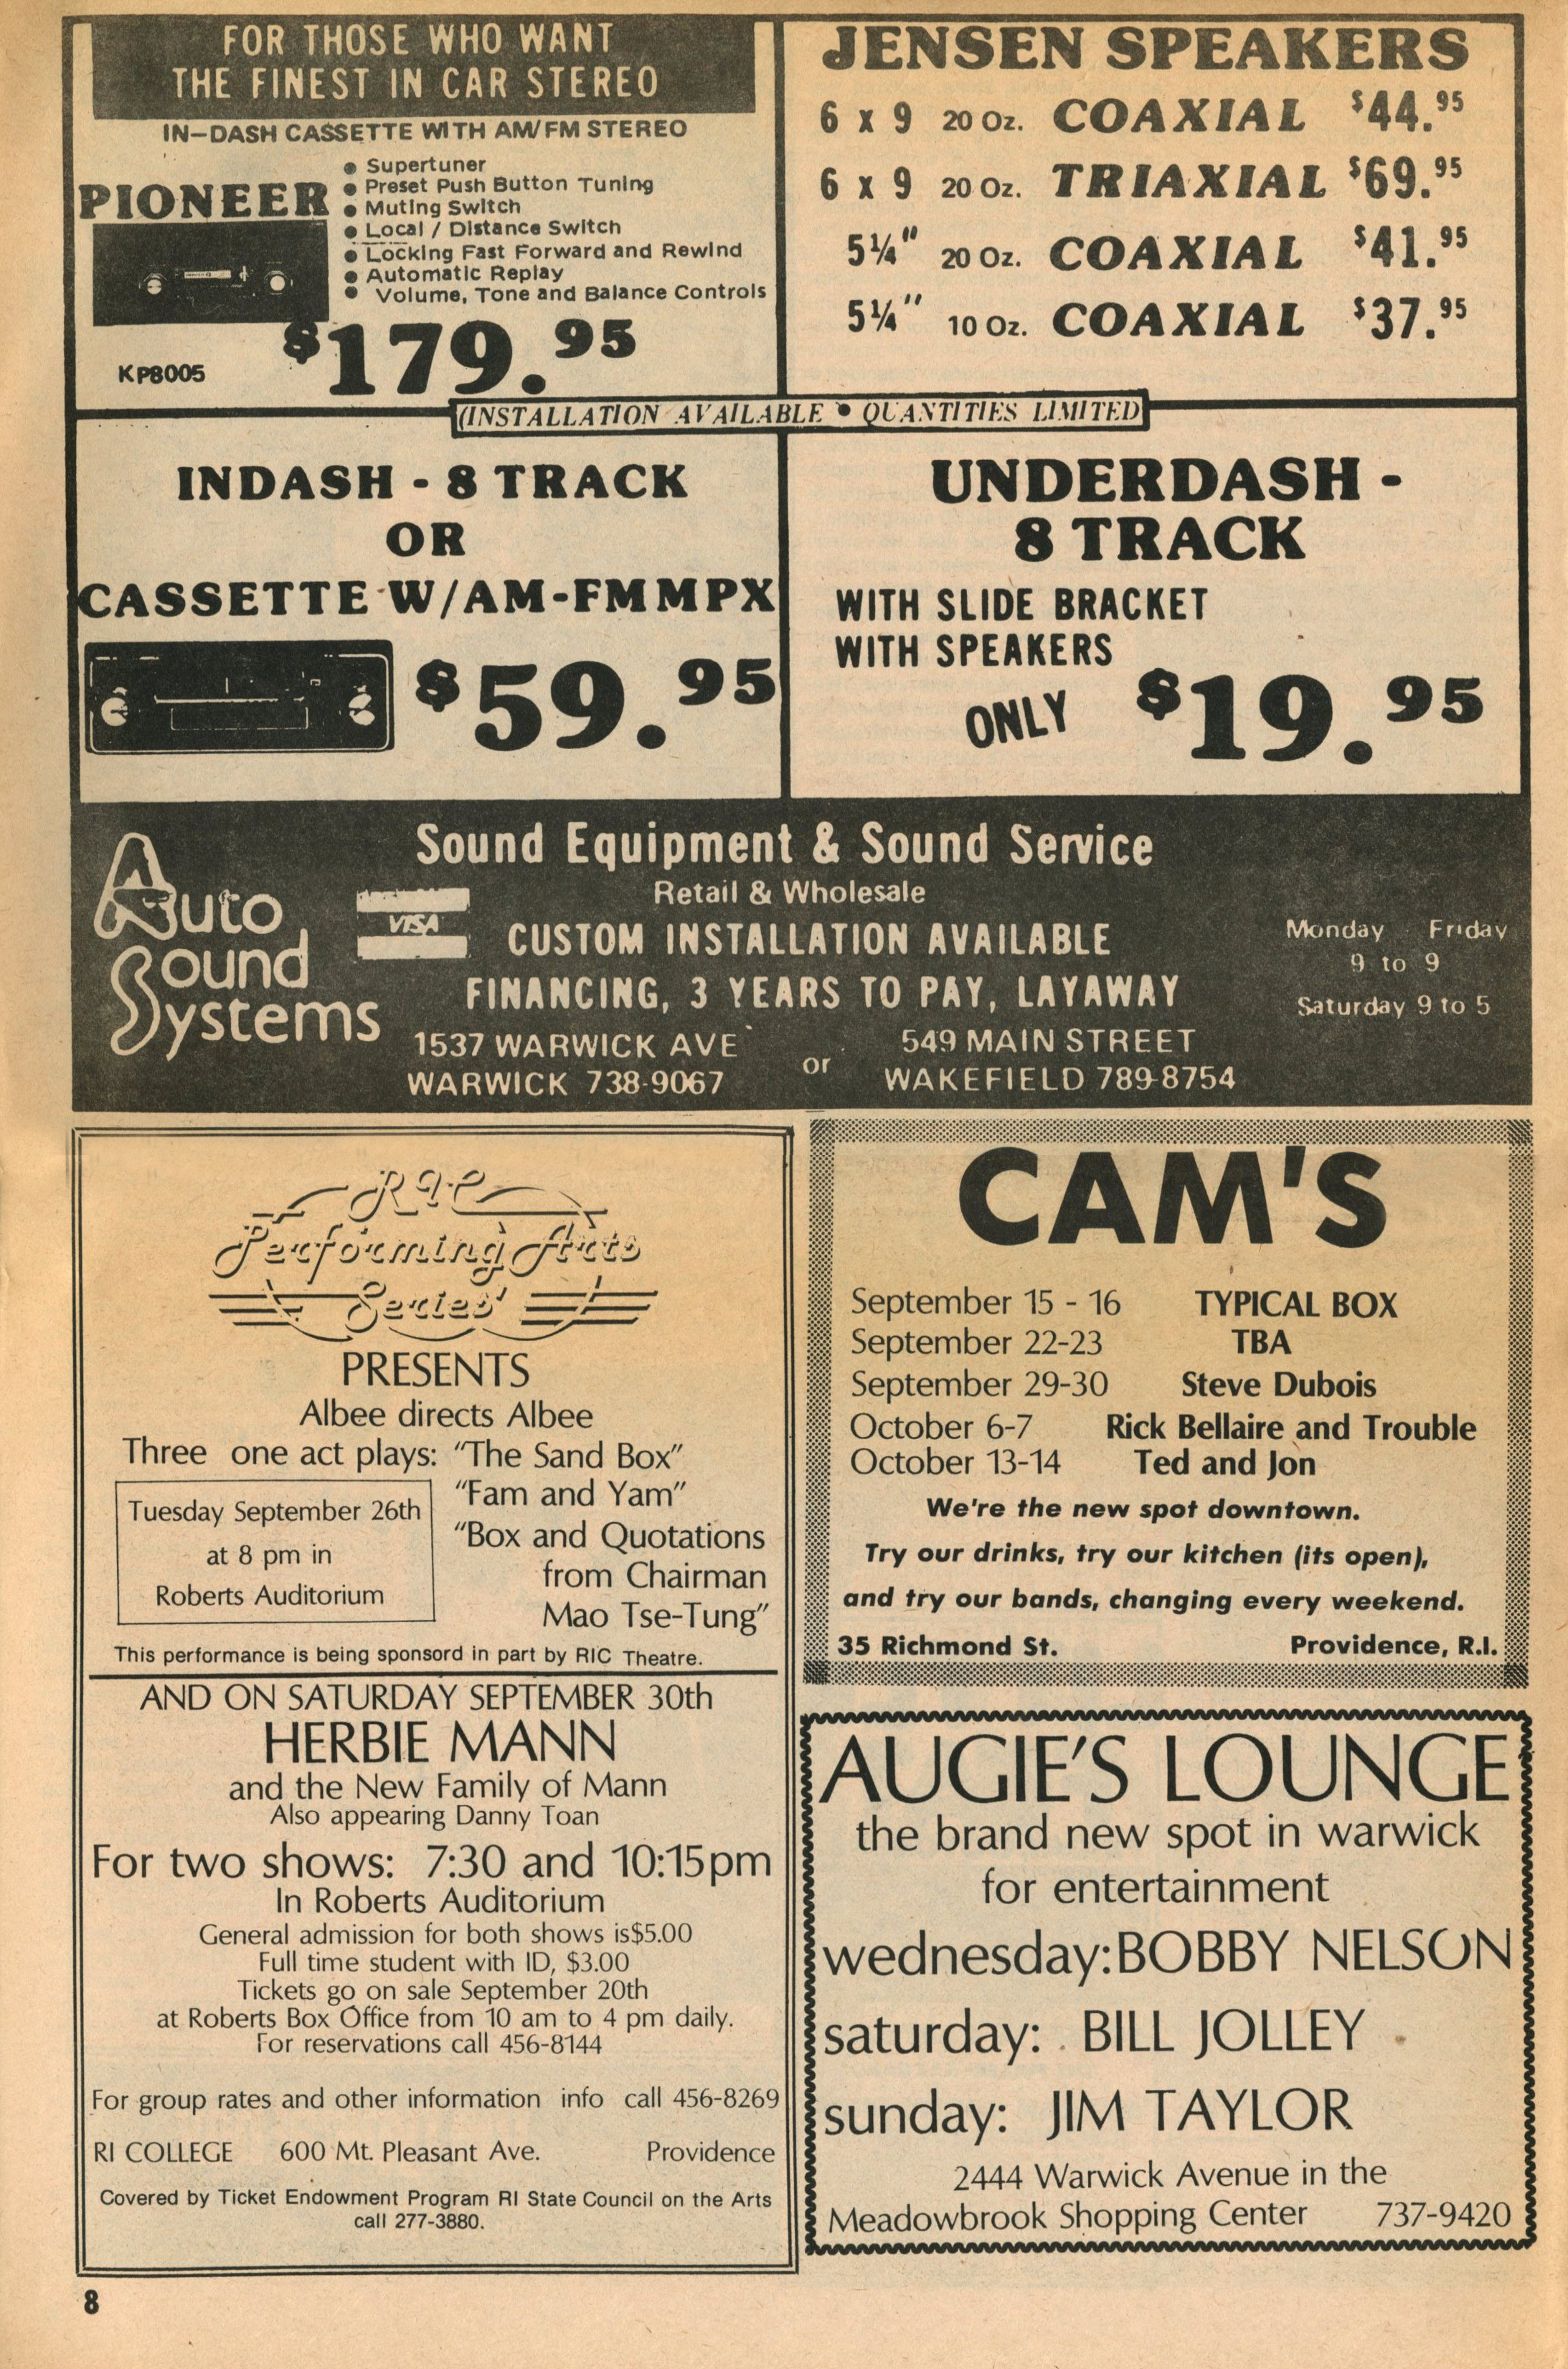 FOR THOSE WHO WANT
THE FINEST IN CAR STEREO
IN-DASH CASSETTE WITH AM/FM STEREO
PIONEER
• Supertuner
• Preset Push Button Tuning
• Muting Switch
• Local / Distance Switch
• Locking Fast Forward and Rewind
• Automatic Replay
• Volume, Tone and Balance Controls
KP8005
$179.95
JENSEN SPEAKERS
6 x 9 20 Oz. COAXIAL $44.95
6 x 9 20 Oz. TRIAXIAL $69.95
5¼" 20 Oz. COAXIAL $41.95
5¼" 10 Oz. COAXIAL $37.95
(INSTALLATION AVAILABLE • QUANTITIES LIMITED
INDASH - 8 TRACK
OR
CASSETTE W/AM-FM MPX
$59.95
UNDERDASH -
8 TRACK
WITH SLIDE BRACKET
WITH SPEAKERS
ONLY $19.95
Auto
Sound
Systems
VISA
Sound Equipment & Sound Service
Retail & Wholesale
CUSTOM INSTALLATION AVAILABLE
FINANCING, 3 YEARS TO PAY, LAYAWAY
1537 WARWICK AVE
WARWICK 738-9067
or
549 MAIN STREET
WAKEFIELD 789-8754
Monday Friday
9 to 9
Saturday 9 to 5
RIC
Performing Arts
Series
PRESENTS
Albee directs Albee
Three one act plays: "The Sand Box"
"Fam and Yam"
"Box and Quotations
from Chairman
Mao Tse-Tung"
Tuesday September 26th
at 8 pm in
Roberts Auditorium
This performance is being sponsord in part by RIC Theatre.
AND ON SATURDAY SEPTEMBER 30th
HERBIE MANN
and the New Family of Mann
Also appearing Danny Toan
For two shows: 7:30 and 10:15pm
In Roberts Auditorium
General admission for both shows is$5.00
Full time student with ID, $3.00
Tickets go on sale September 20th
at Roberts Box Office from 10 am to 4 pm daily.
For reservations call 456-8144
For group rates and other information info call 456-8269
RI COLLEGE 600 Mt. Pleasant Ave. Providence
Covered by Ticket Endowment Program RI State Council on the Arts
call 277-3880.
CAM'S
September 15 - 16 TYPICAL BOX
September 22-23 TBA
September 29-30 Steve Dubois
October 6-7 Rick Bellaire and Trouble
October 13-14 Ted and Jon
We're the new spot downtown.
Try our drinks, try our kitchen (its open),
and try our bands, changing every weekend.
35 Richmond St. Providence, R.I.
AUGIE'S LOUNGE
the brand new spot in warwick
for entertainment
wednesday: BOBBY NELSON
saturday: BILL JOLLEY
sunday: JIM TAYLOR
2444 Warwick Avenue in the
Meadowbrook Shopping Center 737-9420
8